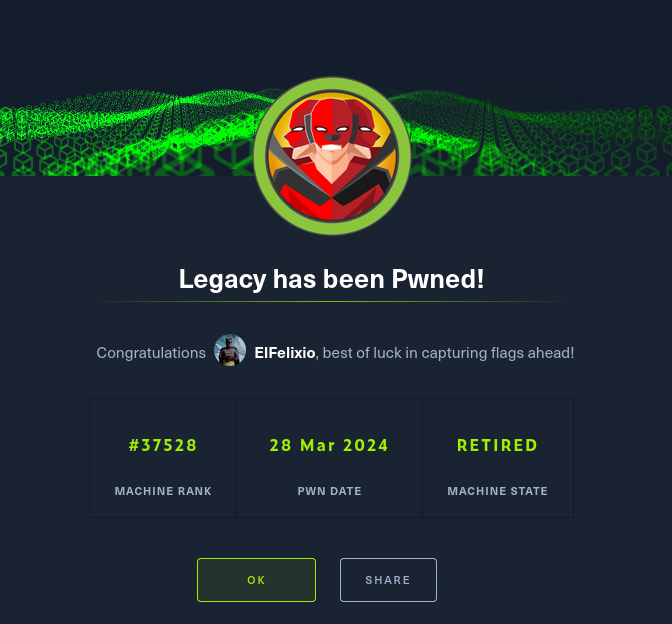 Legacy has been Pwned!
Congratulations ElFelixio, best of luck in capturing flags ahead!
#37528 28 Mar 2024 RETIRED
MACHINE RANK PWN DATE MACHINE STATE
OK SHARE